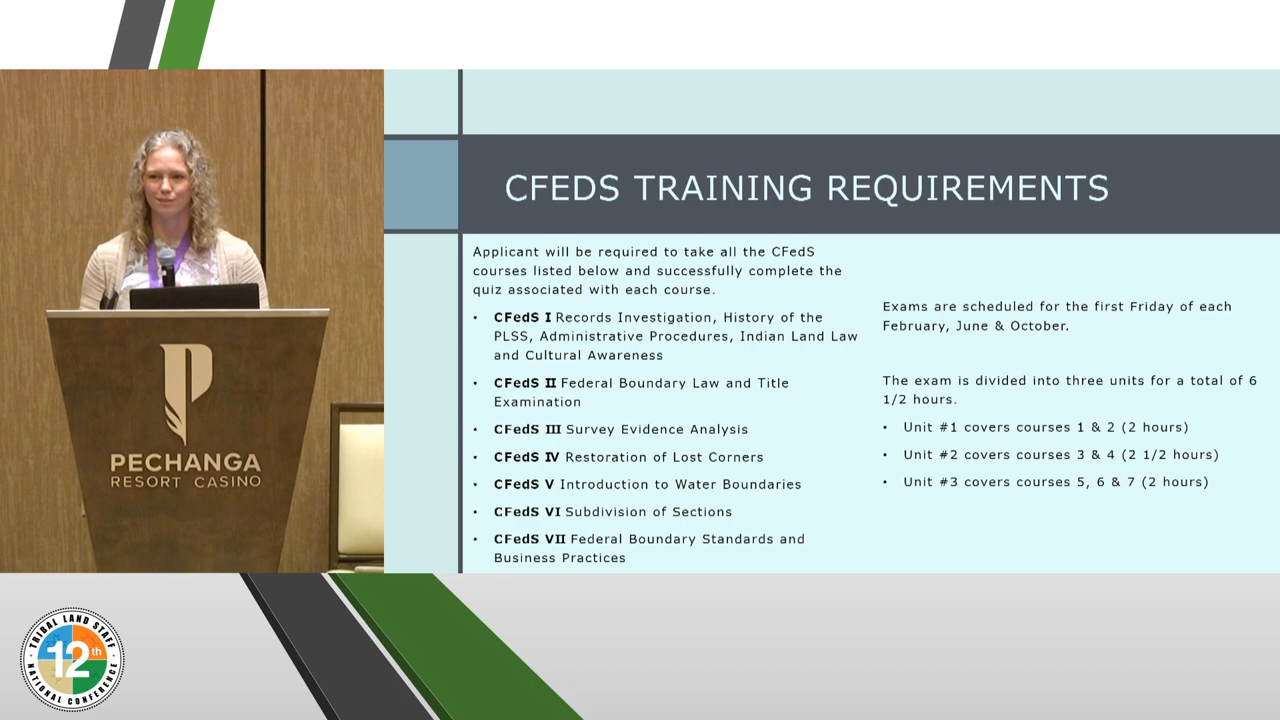 CFEDS TRAINING REQUIREMENTS
Applicant will be required to take all the CFedS
courses listed below and successfully complete the
quiz associated with each course.
• CFedS I Records Investigation, History of the
PLSS, Administrative Procedures, Indian Land Law
and Cultural Awareness
• CFedS II Federal Boundary Law and Title
Examination
• CFedS III Survey Evidence Analysis
• CFedS IV Restoration of Lost Corners
• CFedS V Introduction to Water Boundaries
• CFedS VI Subdivision of Sections
• CFedS VII Federal Boundary Standards and
Business Practices
Exams are scheduled for the first Friday of each
February, June & October.
The exam is divided into three units for a total of 6
1/2 hours.
• Unit #1 covers courses 1 & 2 (2 hours)
• Unit #2 covers courses 3 & 4 (2 1/2 hours)
• Unit #3 covers courses 5, 6 & 7 (2 hours)
PECHANGA
RESORT CASINO
TRIBAL LAND STAFF
12th
NATIONAL CONFERENCE